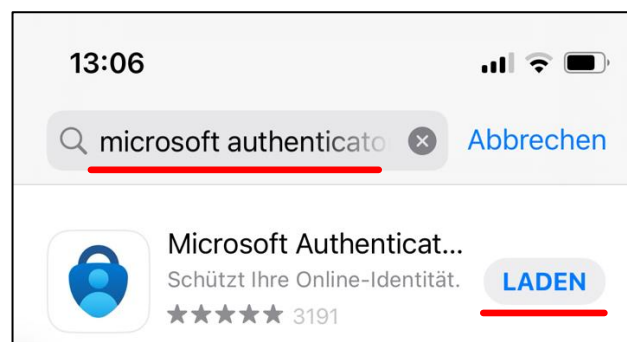 13:06
microsoft authenticato
Abbrechen
Microsoft Authenticat...
Schützt Ihre Online-Identität.
LADEN
3191